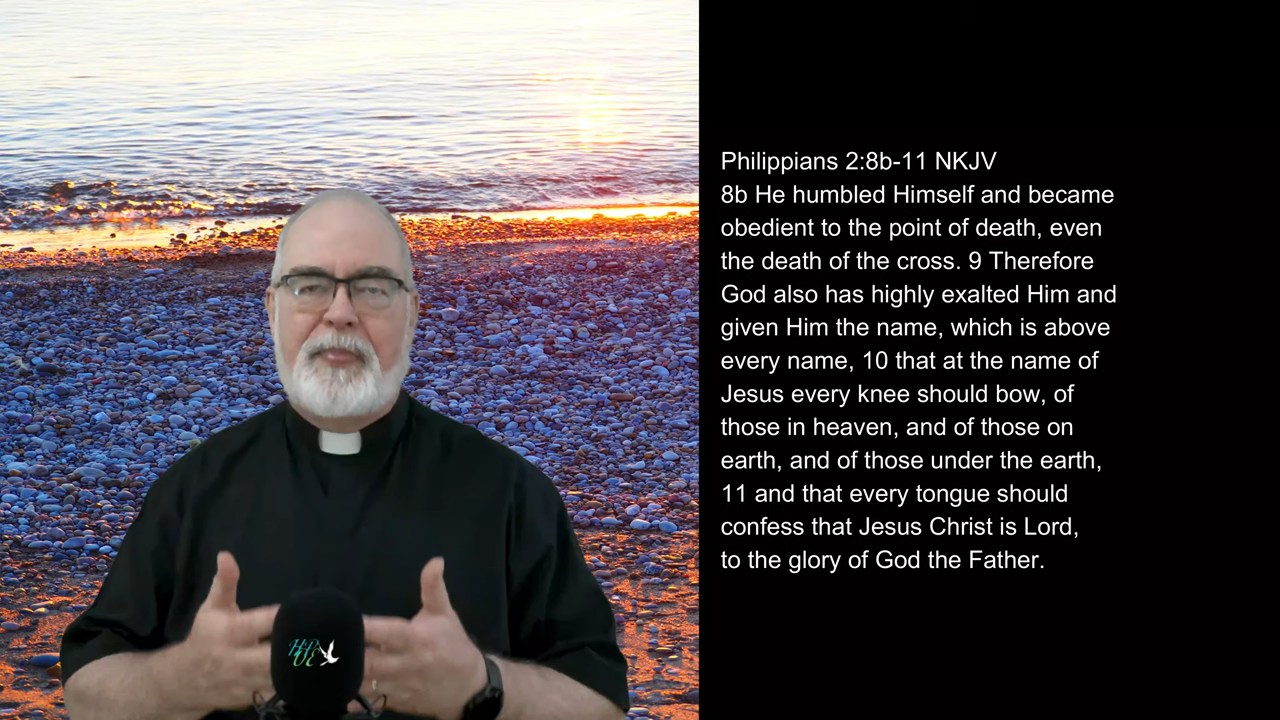 Philippians 2:8b-11 NKJV
8b He humbled Himself and became
obedient to the point of death, even
the death of the cross. 9 Therefore
God also has highly exalted Him and
given Him the name, which is above
every name, 10 that at the name of
Jesus every knee should bow, of
those in heaven, and of those on
earth, and of those under the earth,
11 and that every tongue should
confess that Jesus Christ is Lord,
to the glory of God the Father.